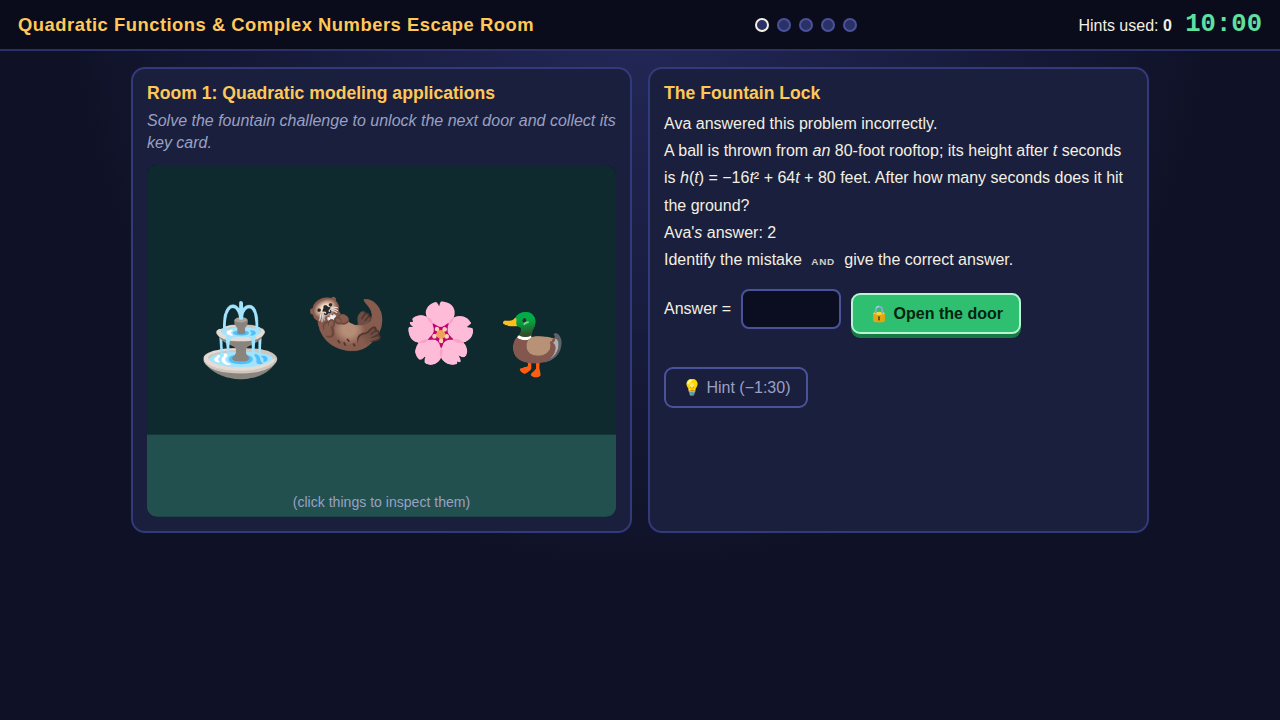 Quadratic Functions & Complex Numbers Escape Room
Hints used: 0 10:00
Room 1: Quadratic modeling applications
Solve the fountain challenge to unlock the next door and collect its
key card.
(click things to inspect them)
The Fountain Lock
Ava answered this problem incorrectly.
A ball is thrown from an 80-foot rooftop; its height after t seconds
is h(t) = −16t² + 64t + 80 feet. After how many seconds does it hit
the ground?
Ava's answer: 2
Identify the mistake AND give the correct answer.
Answer =
🔒 Open the door
💡 Hint (−1:30)